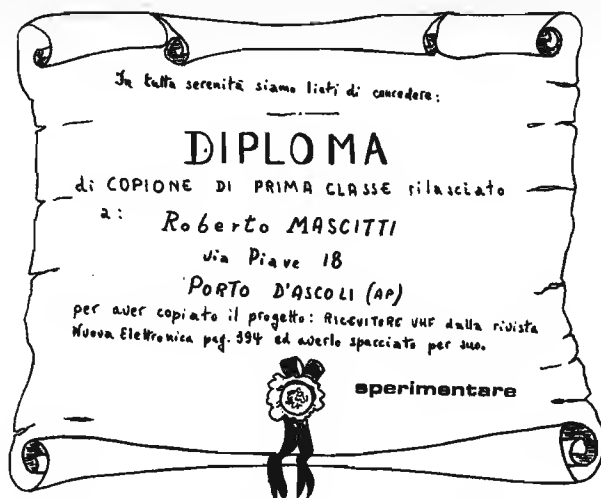 In tutta serenità siamo lieti di concedere:
DIPLOMA
di COPIONE DI PRIMA CLASSE rilasciato
a:
Roberto MASCITTI
via Piave 18
PORTO D'ASCOLI (AP)
per aver copiato il progetto: RICEVITORE VHF dalla rivista
Nuova Elettronica pag. 394 ed averlo spacciato per suo.
sperimentare